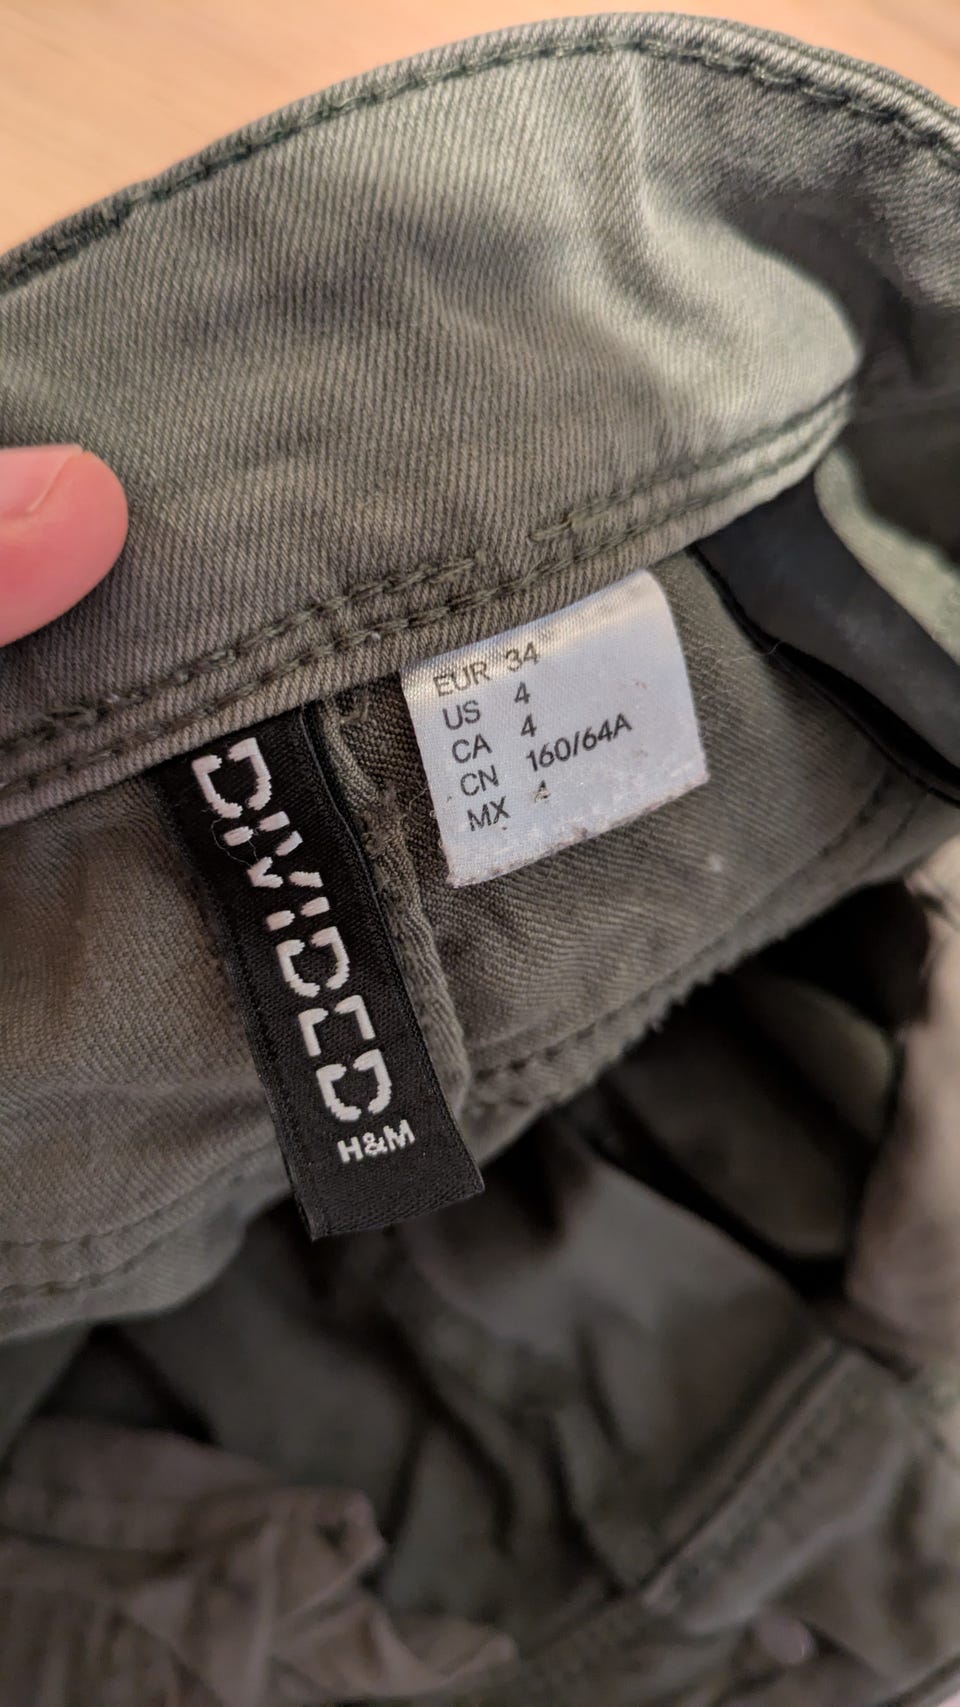 EUR 34
US 4
CA 4
CN 160/64A
MX 4
DIVIDED
H&M